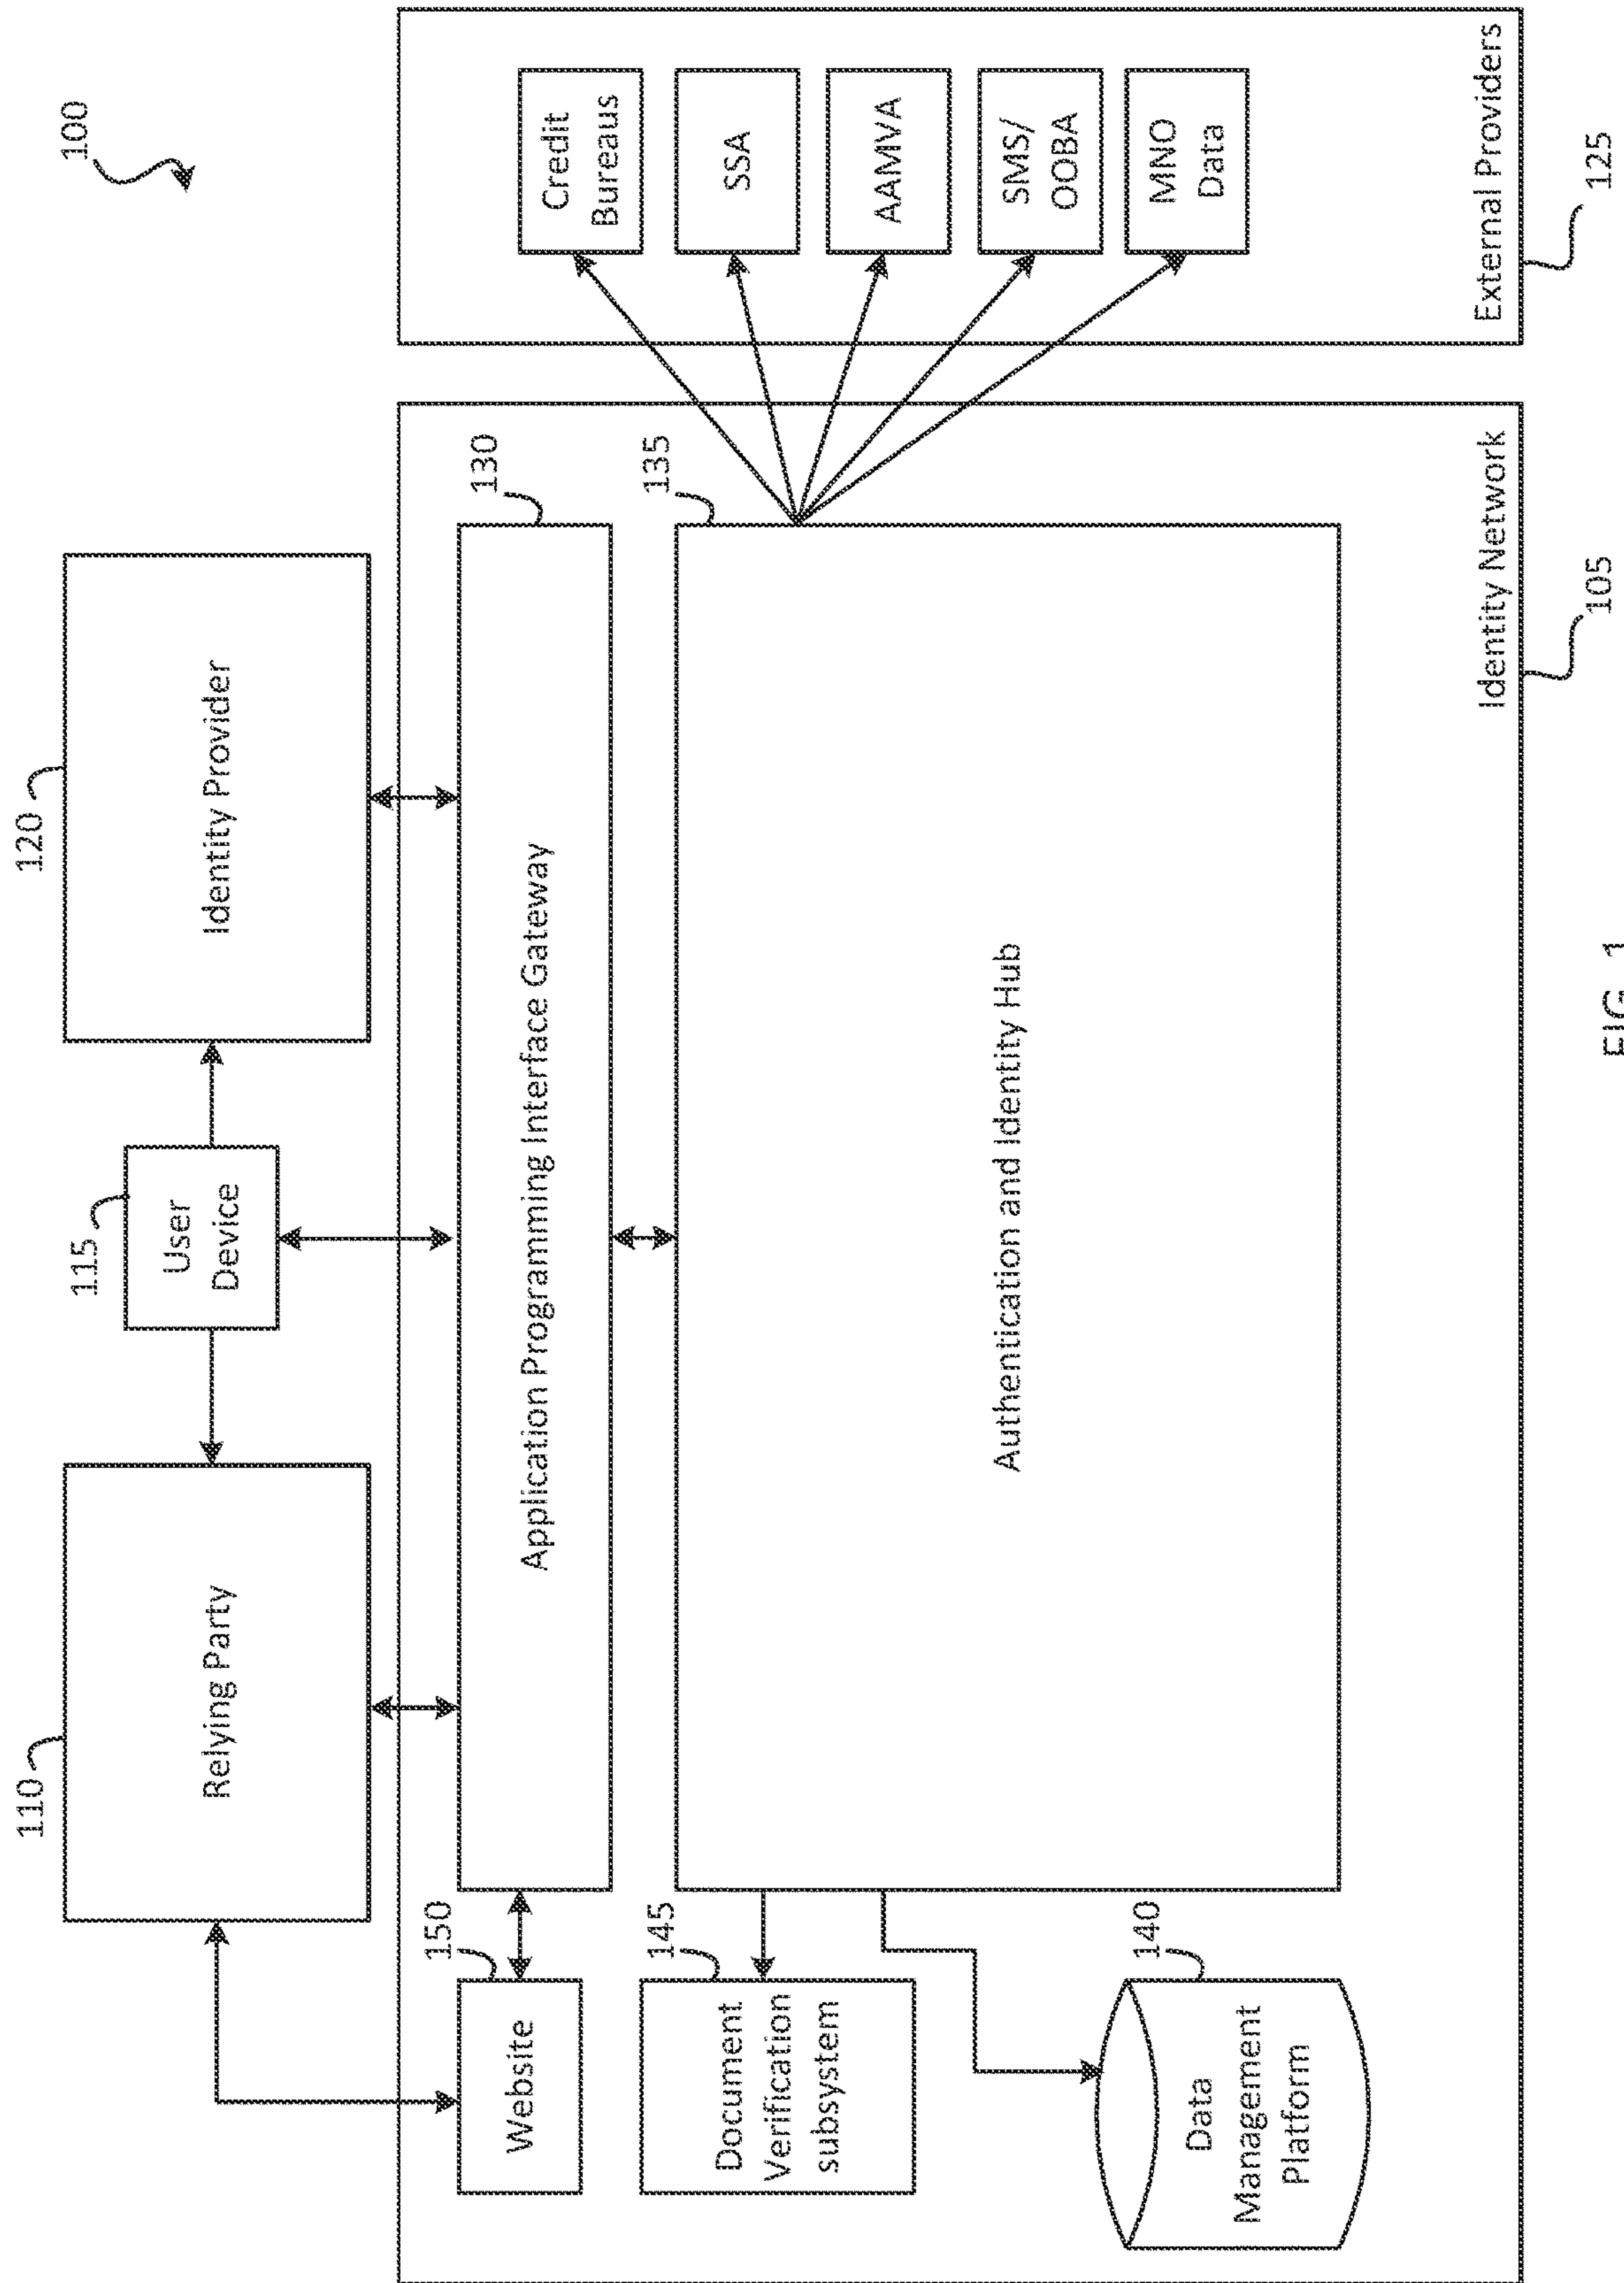 100
110
Relying Party
115
User
Device
120
Identity Provider
150
Website
Application Programming Interface Gateway
130
145
Document
Verification
subsystem
135
Authentication and Identity Hub
140
Data
Management
Platform
Identity Network
105
Credit
Bureaus
SSA
AAMVA
SMS/
OOBA
MNO
Data
External Providers
125
FIG. 1